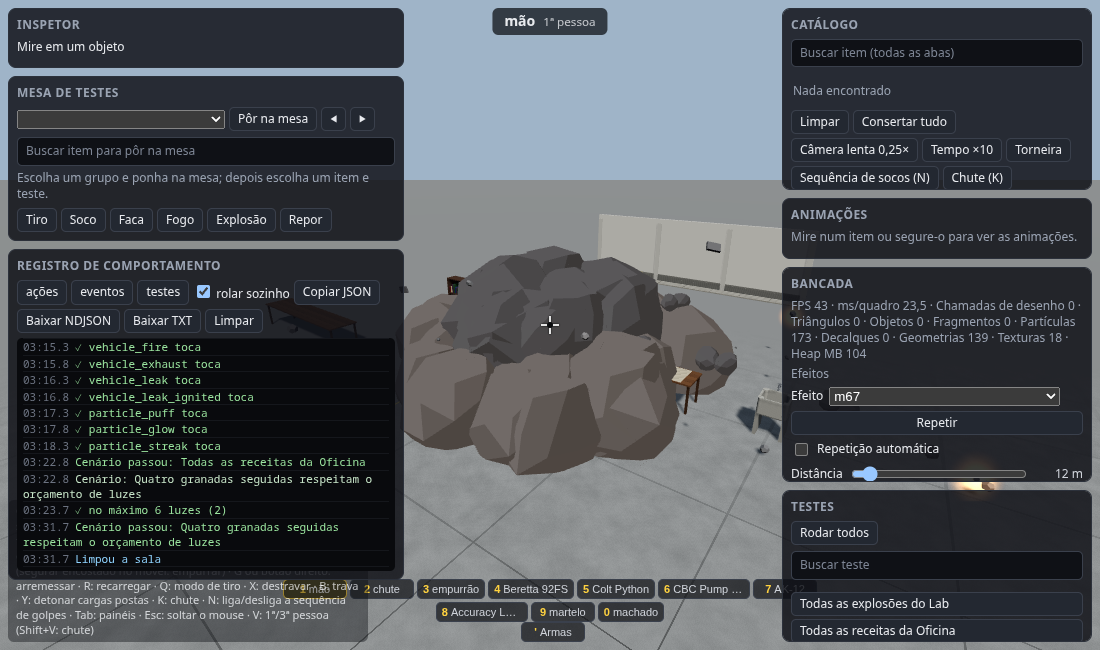 INSPETOR
Mire em um objeto
MESA DE TESTES
Pôr na mesa ◄ ►
Buscar item para pôr na mesa
Escolha um grupo e ponha na mesa; depois escolha um item e
teste.
Tiro Soco Faca Fogo Explosão Repor
REGISTRO DE COMPORTAMENTO
ações eventos testes rolar sozinho Copiar JSON
Baixar NDJSON Baixar TXT Limpar
03:15.3 ✓ vehicle_fire toca
03:15.8 ✓ vehicle_exhaust toca
03:16.3 ✓ vehicle_leak toca
03:16.8 ✓ vehicle_leak_ignited toca
03:17.3 ✓ particle_puff toca
03:17.8 ✓ particle_glow toca
03:18.3 ✓ particle_streak toca
03:22.8 Cenário passou: Todas as receitas da Oficina
03:22.8 Cenário: Quatro granadas seguidas respeitam o
orçamento de luzes
03:23.7 ✓ no máximo 6 luzes (2)
03:31.7 Cenário passou: Quatro granadas seguidas
respeitam o orçamento de luzes
03:31.7 Limpou a sala
arremessar · R: recarregar · Q: modo de tiro · X: destravar · B: trava
· Y: detonar cargas postas · K: chute · N: liga/desliga a sequência
de golpes · Tab: painéis · Esc: soltar o mouse · V: 1ª/3ª pessoa
(Shift+V: chute)
mão 1ª pessoa
1 mão 2 chute 3 empurrão 4 Beretta 92FS 5 Colt Python 6 CBC Pump … 7
8 Accuracy L… 9 martelo 0 machado
' Armas
CATÁLOGO
Buscar item (todas as abas)
Nada encontrado
Limpar Consertar tudo
Câmera lenta 0,25× Tempo ×10 Torneira
Sequência de socos (N) Chute (K)
ANIMAÇÕES
Mire num item ou segure-o para ver as animações.
BANCADA
FPS 43 · ms/quadro 23,5 · Chamadas de desenho 0 ·
Triângulos 0 · Objetos 0 · Fragmentos 0 · Partículas
173 · Decalques 0 · Geometrias 139 · Texturas 18 ·
Heap MB 104
Efeitos
Efeito m67
Repetir
Repetição automática
Distância 12 m
TESTES
Rodar todos
Buscar teste
Todas as explosões do Lab
Todas as receitas da Oficina